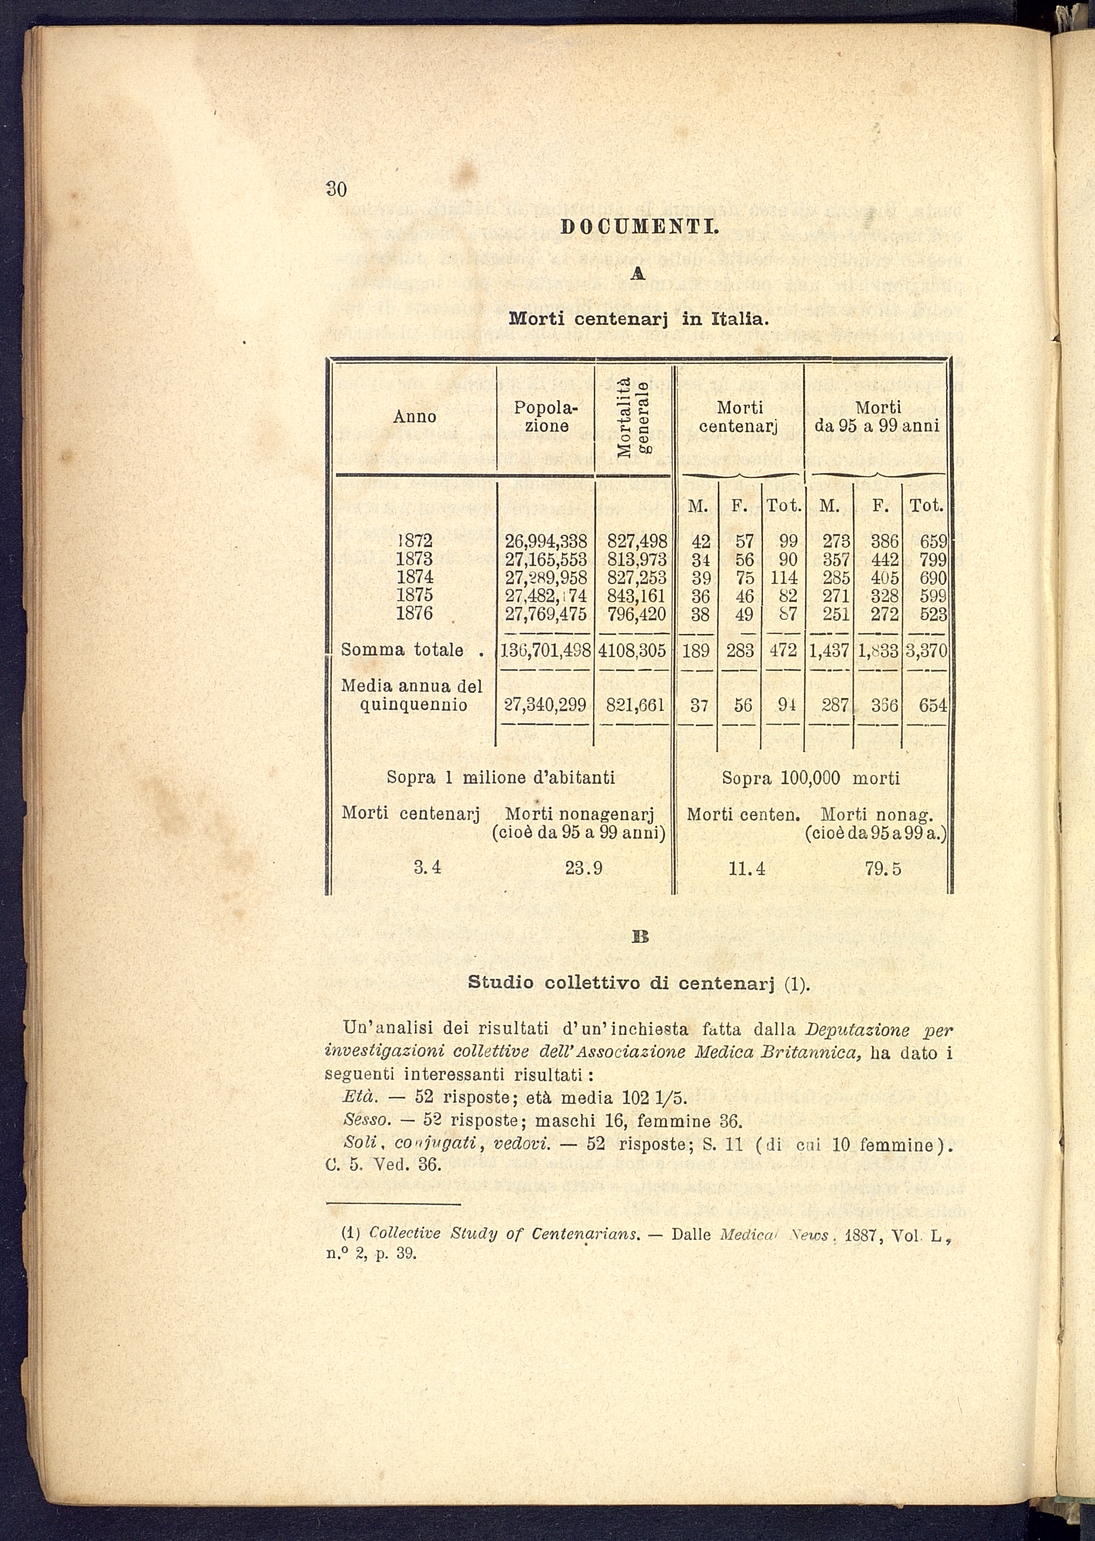 30
DOCUMENTI.
A
Morti centenarj in Italia.
Anno Popola- Mortalità Morti Morti
zione generale centenarj da 95 a 99 anni
M. F. Tot. M. F. Tot.
1872 26,994,338 827,498 42 57 99 273 386 659
1873 27,165,553 813,973 34 56 90 357 442 799
1874 27,289,958 827,253 39 75 114 285 405 690
1875 27,482,174 843,161 36 46 82 271 328 599
1876 27,769,475 796,420 38 49 87 251 272 523
Somma totale . 136,701,498 4108,305 189 283 472 1,437 1,833 3,370
Media annua del
quinquennio 27,340,299 821,661 37 56 94 287 366 654
Sopra 1 milione d'abitanti Sopra 100,000 morti
Morti centenarj Morti nonagenarj Morti centen. Morti nonag.
(cioè da 95 a 99 anni) (cioè da 95 a 99 a.)
3.4 23.9 11.4 79.5
B
Studio collettivo di centenarj (1).
Un'analisi dei risultati d'un'inchiesta fatta dalla Deputazione per
investigazioni collettive dell'Associazione Medica Britannica, ha dato i
seguenti interessanti risultati :
Età. — 52 risposte; età media 102 1/5.
Sesso. — 52 risposte; maschi 16, femmine 36.
Soli, conjugati, vedovi. — 52 risposte; S. 11 (di cui 10 femmine).
C. 5. Ved. 36.
(1) Collective Study of Centenarians. — Dalle Medical News. 1887, Vol. L,
n.º 2, p. 39.